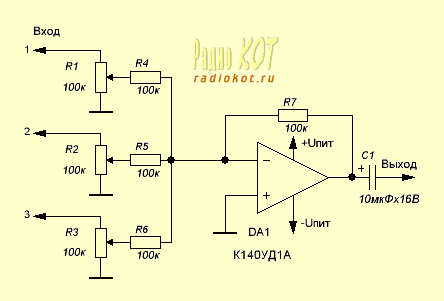 Вход
Радио КОТ
radiokot.ru
1
R1
100к
R4
100к
2
R2
100к
R5
100к
3
R3
100к
R6
100к
R7
100к
+Uпит
−
+
-Uпит
DA1
К140УД1А
C1
+
Выход
10мкФх16В